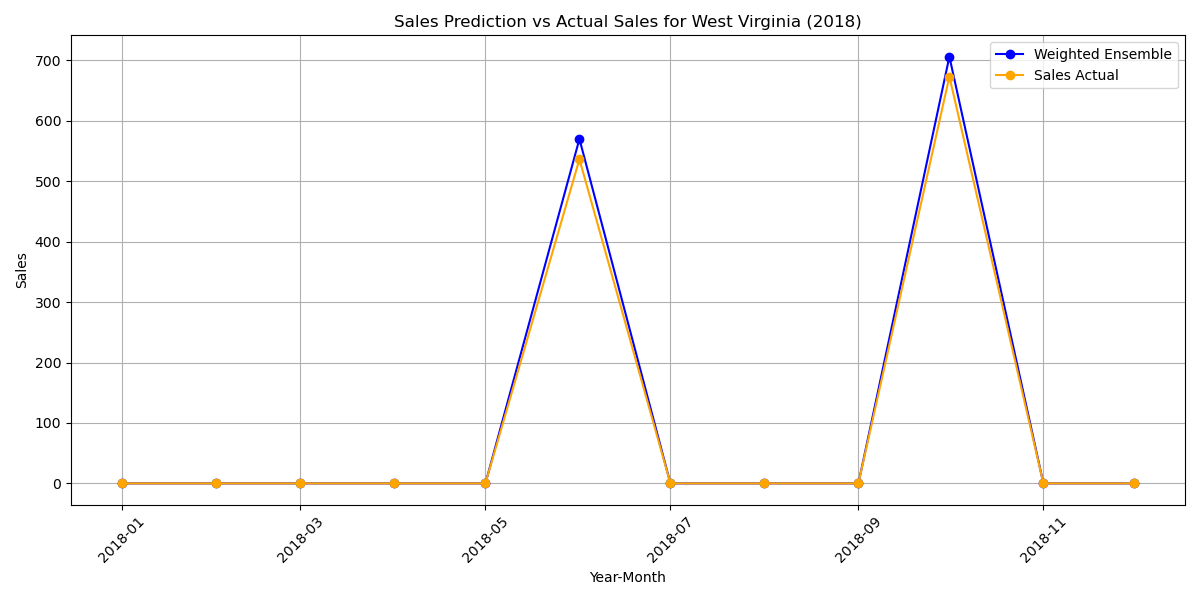 Sales Prediction vs Actual Sales for West Virginia (2018)
Weighted Ensemble
Sales Actual
Sales
700
600
500
400
300
200
100
0
2018-01
2018-03
2018-05
2018-07
2018-09
2018-11
Year-Month